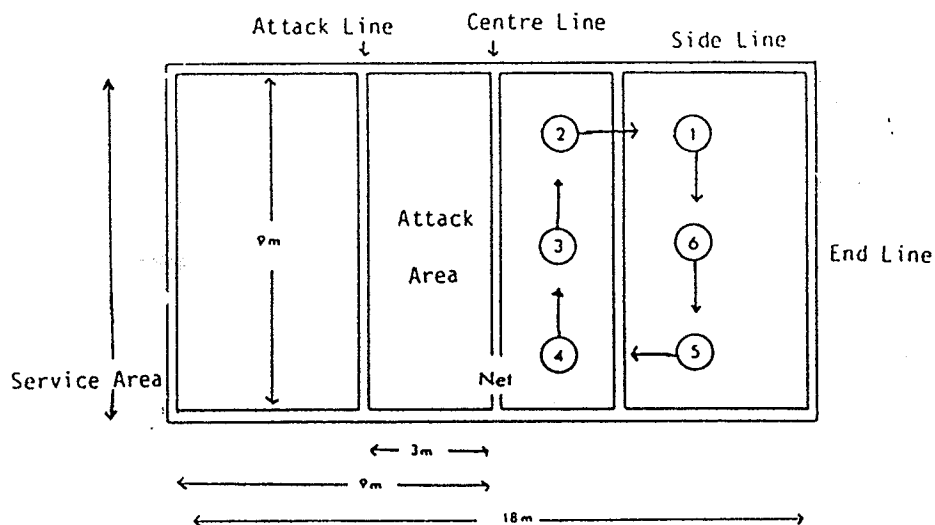 Attack Line
Centre Line
Side Line
2
1
9m
Attack
Area
3
6
End Line
4
5
Net
Service Area
3m
9m
18m